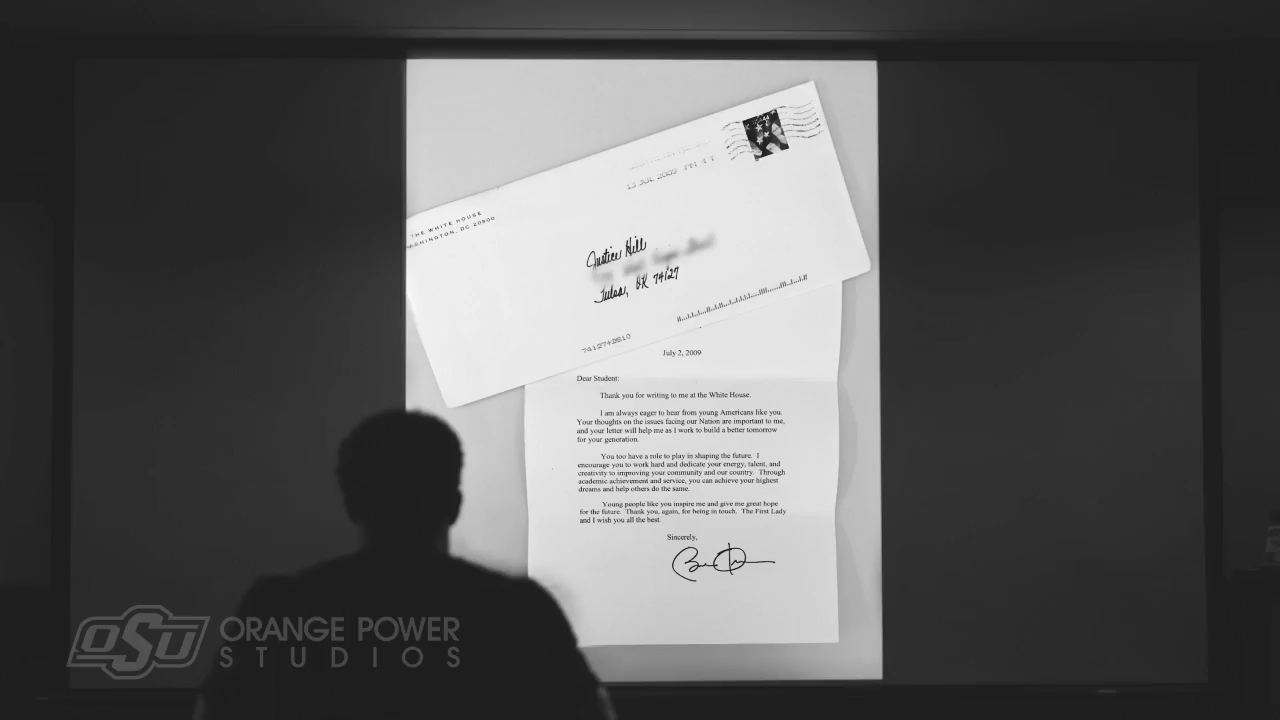 THE WHITE HOUSE
WASHINGTON, DC 20500
13 JUL 2009 PM 4 T
Justice Hill
Tulsa, OK 74127
74127+2510
July 2, 2009
Dear Student:
Thank you for writing to me at the White House.
I am always eager to hear from young Americans like you.
Your thoughts on the issues facing our Nation are important to me,
and your letter will help me as I work to build a better tomorrow
for your generation.
You too have a role to play in shaping the future. I
encourage you to work hard and dedicate your energy, talent, and
creativity to improving your community and our country. Through
academic achievement and service, you can achieve your highest
dreams and help others do the same.
Young people like you inspire me and give me great hope
for the future. Thank you, again, for being in touch. The First Lady
and I wish you all the best.
Sincerely,
OSU
ORANGE POWER
STUDIOS